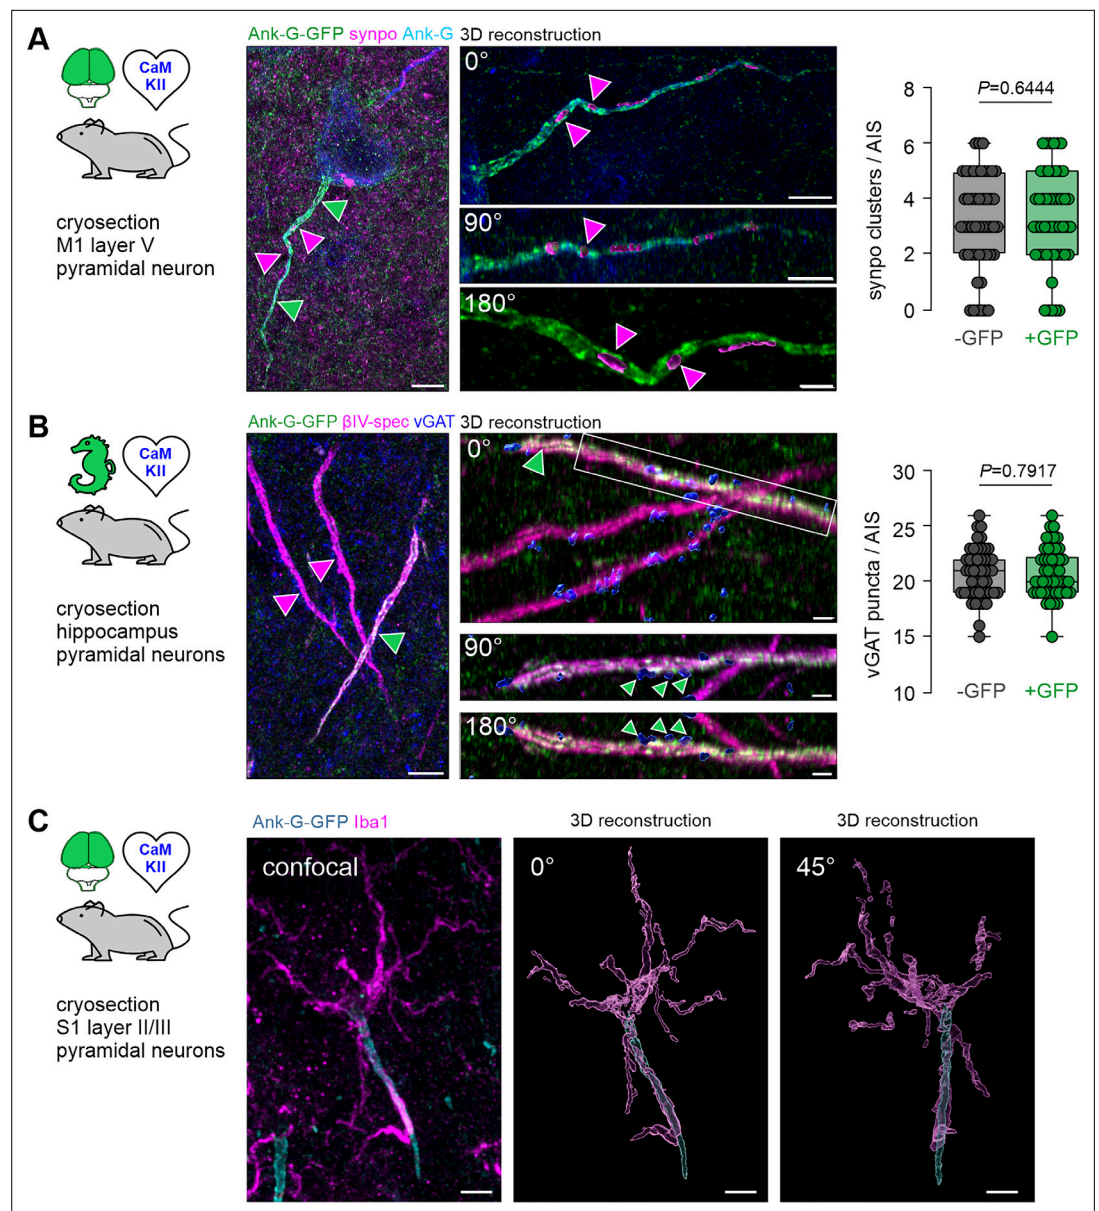 A
CaM
KII
cryosection
M1 layer V
pyramidal neuron
Ank-G-GFP synpo Ank-G
3D reconstruction
0°
90°
180°
synpo clusters / AIS
8
6
4
2
0
P=0.6444
-GFP
+GFP
B
CaM
KII
cryosection
hippocampus
pyramidal neurons
Ank-G-GFP βIV-spec vGAT
3D reconstruction
0°
90°
180°
vGAT puncta / AIS
30
25
20
15
10
P=0.7917
-GFP
+GFP
C
CaM
KII
cryosection
S1 layer II/III
pyramidal neurons
Ank-G-GFP Iba1
confocal
3D reconstruction
0°
3D reconstruction
45°